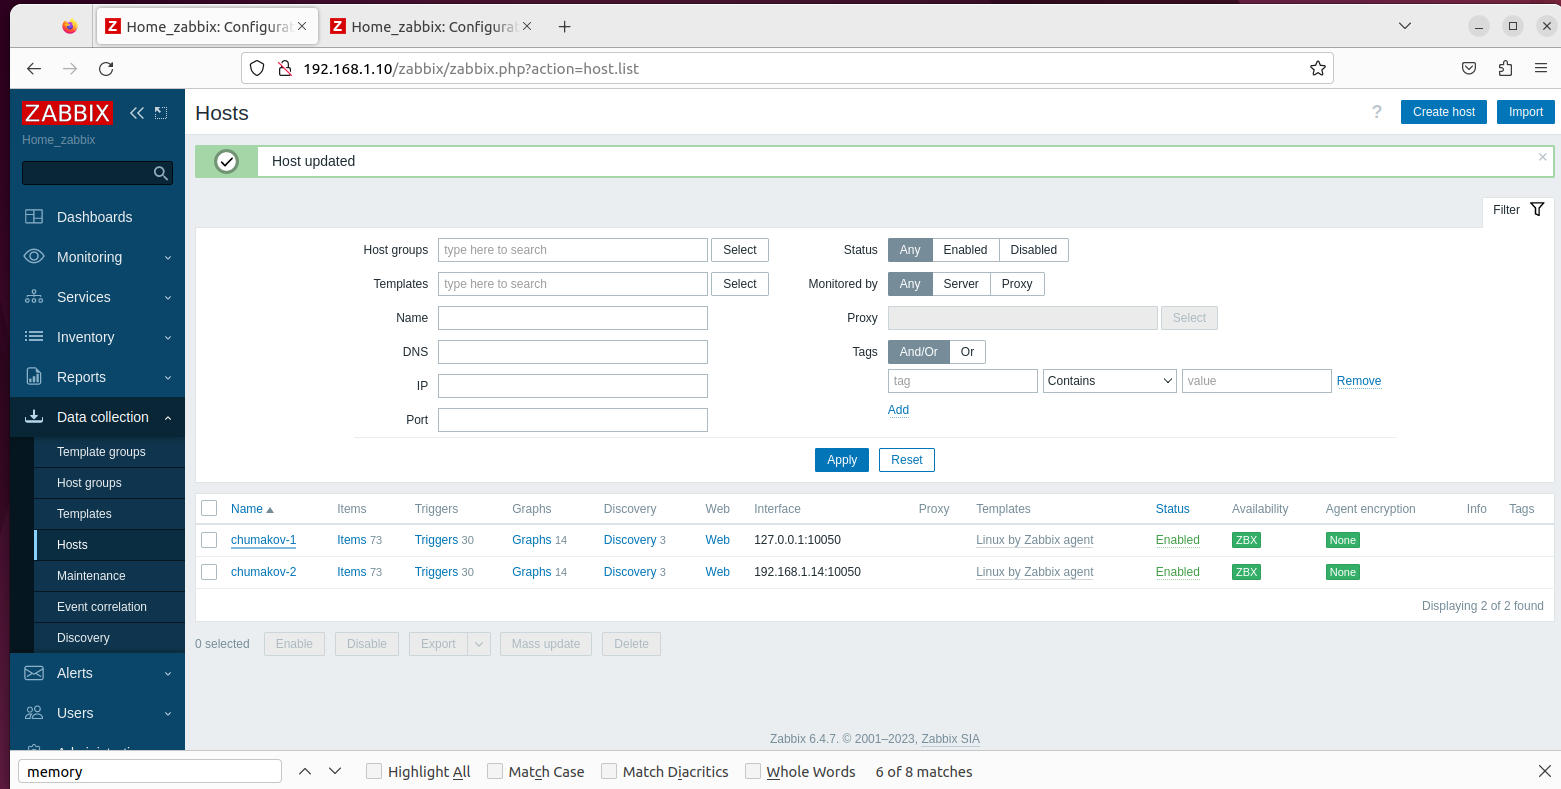 Home_zabbix: Configurat
Home_zabbix: Configurat
192.168.1.10/zabbix/zabbix.php?action=host.list
ZABBIX
Home_zabbix
Dashboards
Monitoring
Services
Inventory
Reports
Data collection
Template groups
Host groups
Templates
Hosts
Maintenance
Event correlation
Discovery
Alerts
Users
Hosts
? Create host Import
Host updated
Filter
Host groups type here to search Select
Templates type here to search Select
Name
DNS
IP
Port
Status Any Enabled Disabled
Monitored by Any Server Proxy
Proxy Select
Tags And/Or Or
tag Contains value Remove
Add
Apply Reset
Name Items Triggers Graphs Discovery Web Interface Proxy Templates Status Availability Agent encryption Info Tags
chumakov-1 Items 73 Triggers 30 Graphs 14 Discovery 3 Web 127.0.0.1:10050 Linux by Zabbix agent Enabled ZBX None
chumakov-2 Items 73 Triggers 30 Graphs 14 Discovery 3 Web 192.168.1.14:10050 Linux by Zabbix agent Enabled ZBX None
Displaying 2 of 2 found
0 selected Enable Disable Export Mass update Delete
Zabbix 6.4.7. © 2001–2023, Zabbix SIA
memory Highlight All Match Case Match Diacritics Whole Words 6 of 8 matches